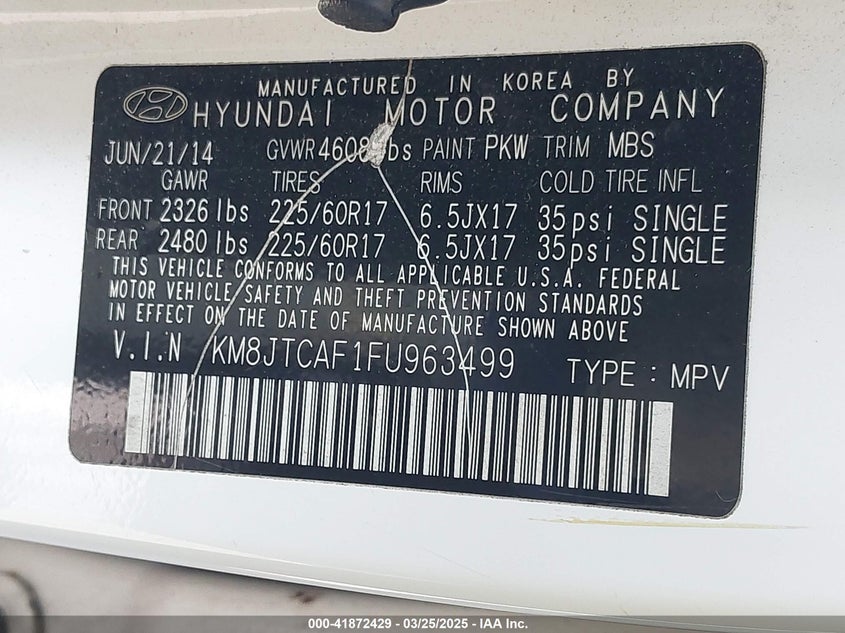 MANUFACTURED IN KOREA BY
HYUNDAI MOTOR COMPANY
JUN/21/14 GVWR 4608 lbs PAINT PKW TRIM MBS
GAWR TIRES RIMS COLD TIRE INFL
FRONT 2326 lbs 225/60R17 6.5JX17 35psi SINGLE
REAR 2480 lbs 225/60R17 6.5JX17 35psi SINGLE
THIS VEHICLE CONFORMS TO ALL APPLICABLE U.S.A. FEDERAL
MOTOR VEHICLE SAFETY AND THEFT PREVENTION STANDARDS
IN EFFECT ON THE DATE OF MANUFACTURE SHOWN ABOVE
V.I.N KM8JTCAF1FU963499 TYPE : MPV
000-41872429 - 03/25/2025 - IAA Inc.